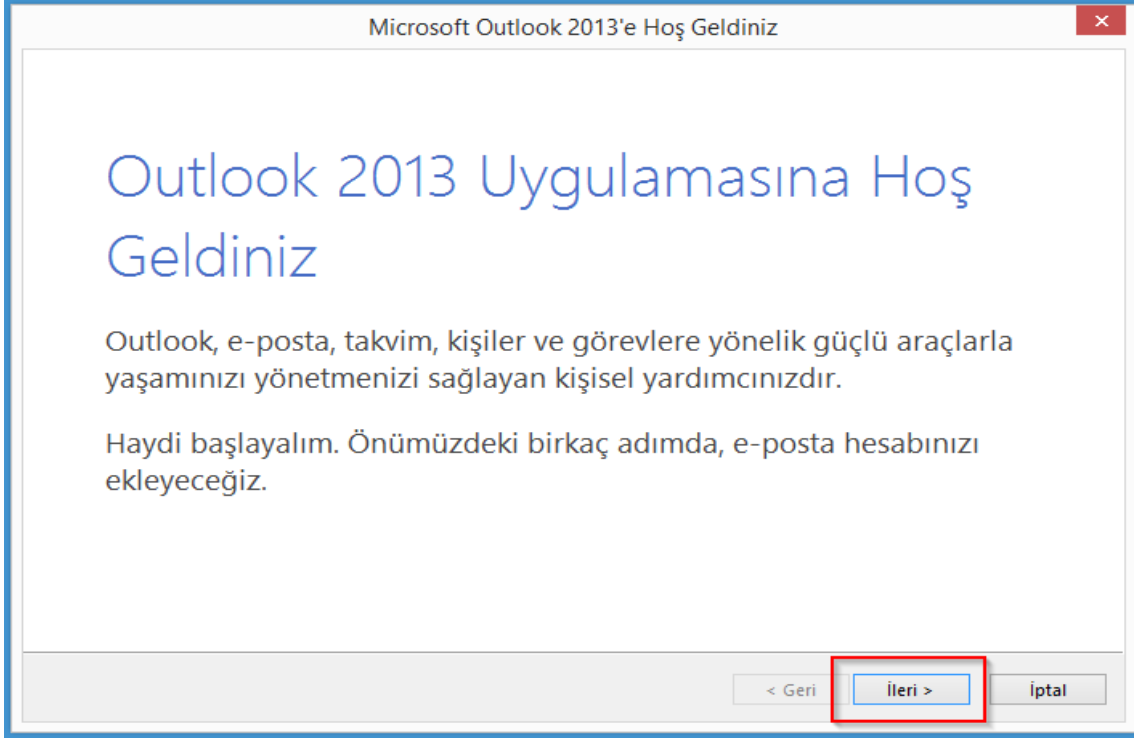 Microsoft Outlook 2013'e Hoş Geldiniz
Outlook 2013 Uygulamasına Hoş
Geldiniz
Outlook, e-posta, takvim, kişiler ve görevlere yönelik güçlü araçlarla
yaşamınızı yönetmenizi sağlayan kişisel yardımcınızdır.
Haydi başlayalım. Önümüzdeki birkaç adımda, e-posta hesabınızı
ekleyeceğiz.
< Geri İleri > İptal